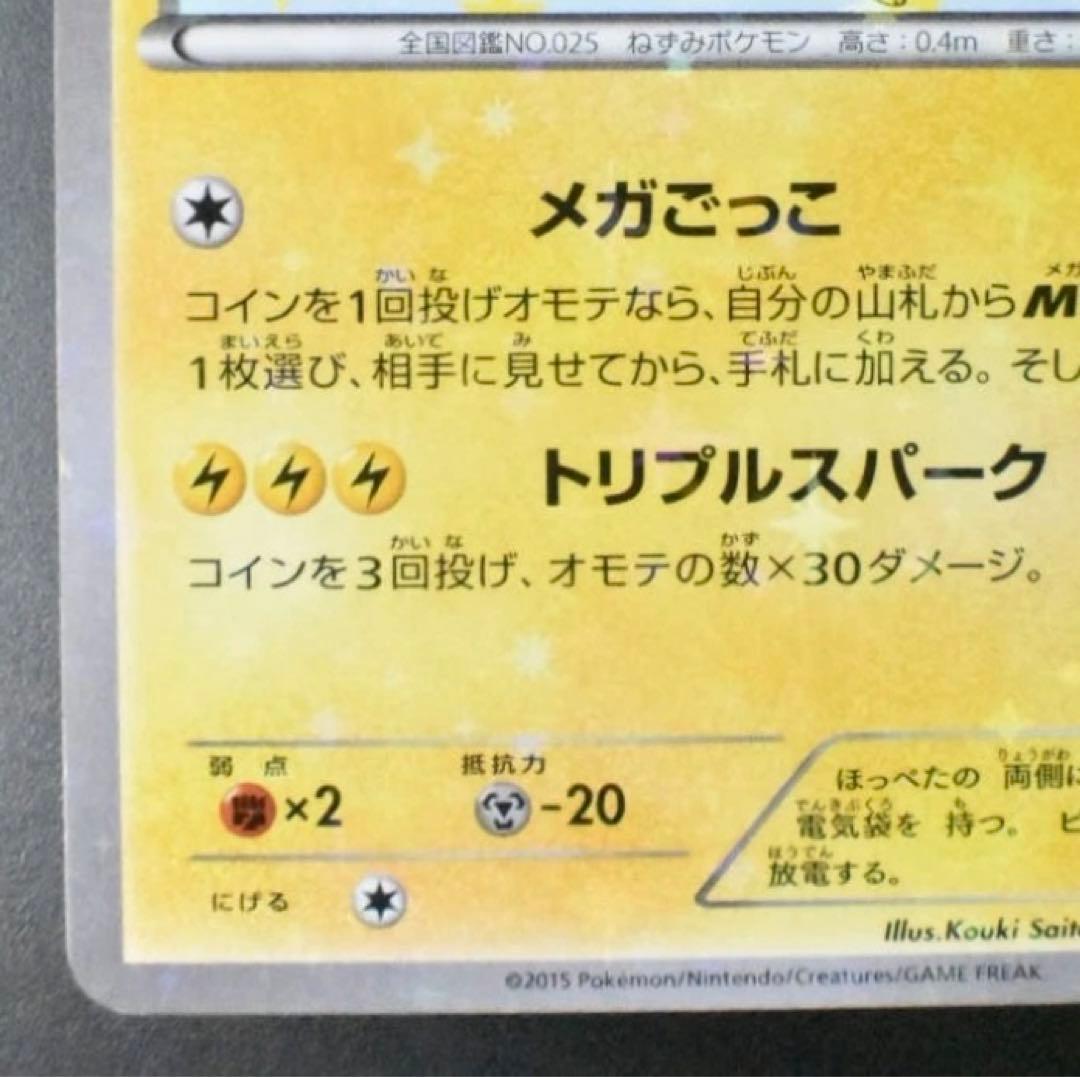 全国図鑑NO.025 ねずみポケモン 高さ:0.4m 重さ:
メガごっこ
コインを1回投げオモテなら、自分の山札からM
1枚選び、相手に見せてから、手札に加える。そし
トリプルスパーク
コインを3回投げ、オモテの数×30ダメージ。
弱点 抵抗力
×2 -20
にげる
ほっぺたの 両側に
電気袋を 持つ。 ピ
放電する。
Illus.Kouki Saito
©2015 Pokémon/Nintendo/Creatures/GAME FREAK